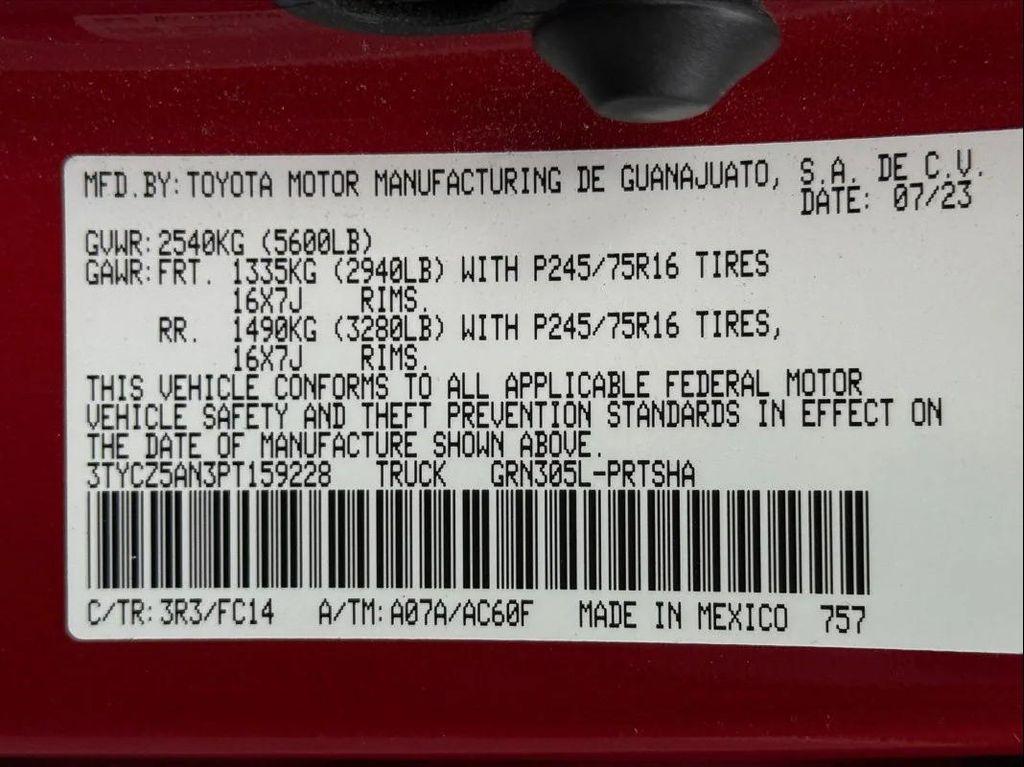 MFD.BY: TOYOTA MOTOR MANUFACTURING DE GUANAJUATO, S.A. DE C.V.
DATE: 07/23
GVWR: 2540KG (5600LB)
GAWR: FRT. 1335KG (2940LB) WITH P245/75R16 TIRES
16X7J RIMS.
RR. 1490KG (3280LB) WITH P245/75R16 TIRES,
16X7J RIMS.
THIS VEHICLE CONFORMS TO ALL APPLICABLE FEDERAL MOTOR
VEHICLE SAFETY AND THEFT PREVENTION STANDARDS IN EFFECT ON
THE DATE OF MANUFACTURE SHOWN ABOVE.
3TYCZ5AN3PT159228 TRUCK GRN305L-PRTSHA
C/TR: 3R3/FC14 A/TM: A07A/AC60F MADE IN MEXICO 757